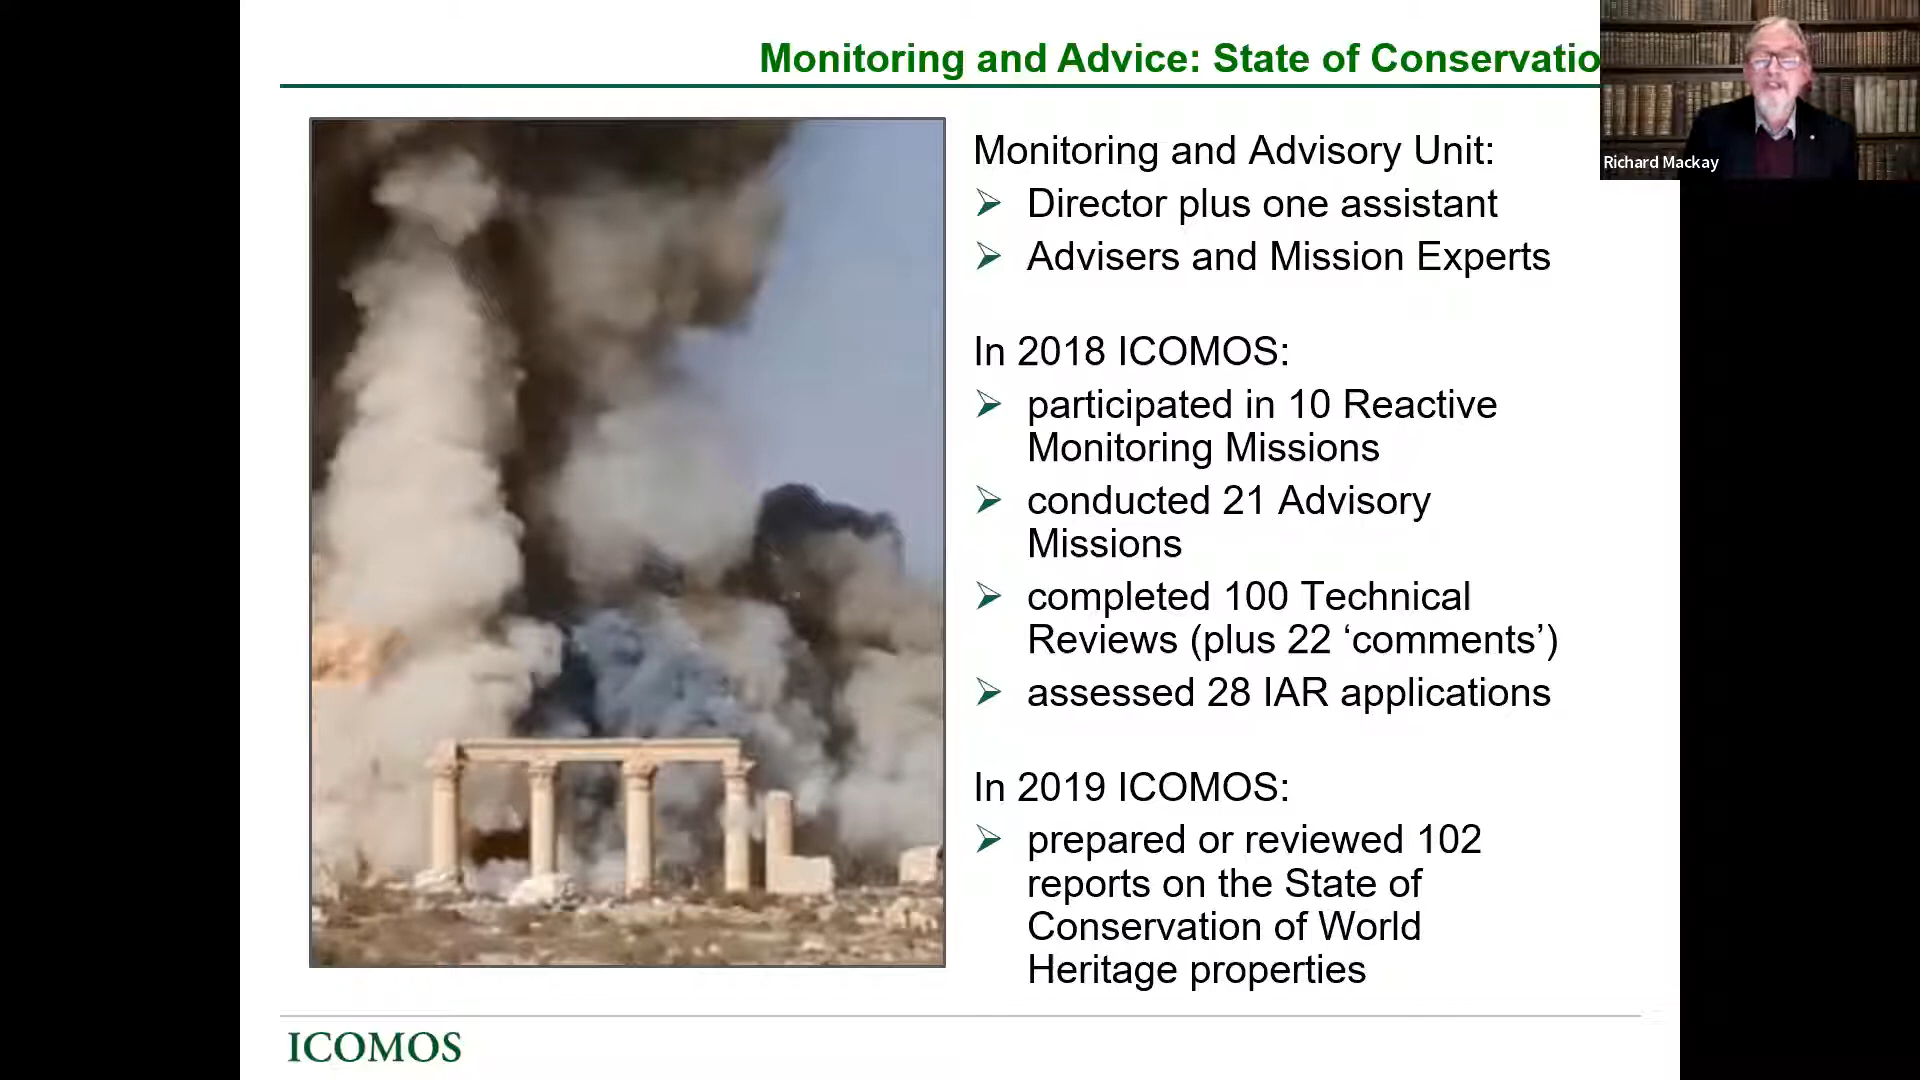 Monitoring and Advice: State of Conservatio
Richard Mackay
Monitoring and Advisory Unit:
Director plus one assistant
Advisers and Mission Experts
In 2018 ICOMOS:
participated in 10 Reactive
Monitoring Missions
conducted 21 Advisory
Missions
completed 100 Technical
Reviews (plus 22 ‘comments’)
assessed 28 IAR applications
In 2019 ICOMOS:
prepared or reviewed 102
reports on the State of
Conservation of World
Heritage properties
ICOMOS